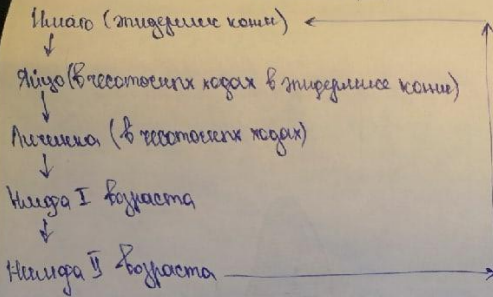 Имаго (эпидермис кожи)
Яйцо (в чесоточных ходах в эпидермисе кожи)
Личинка (в чесоточных ходах)
Нимфа I возраста
Нимфа II возраста